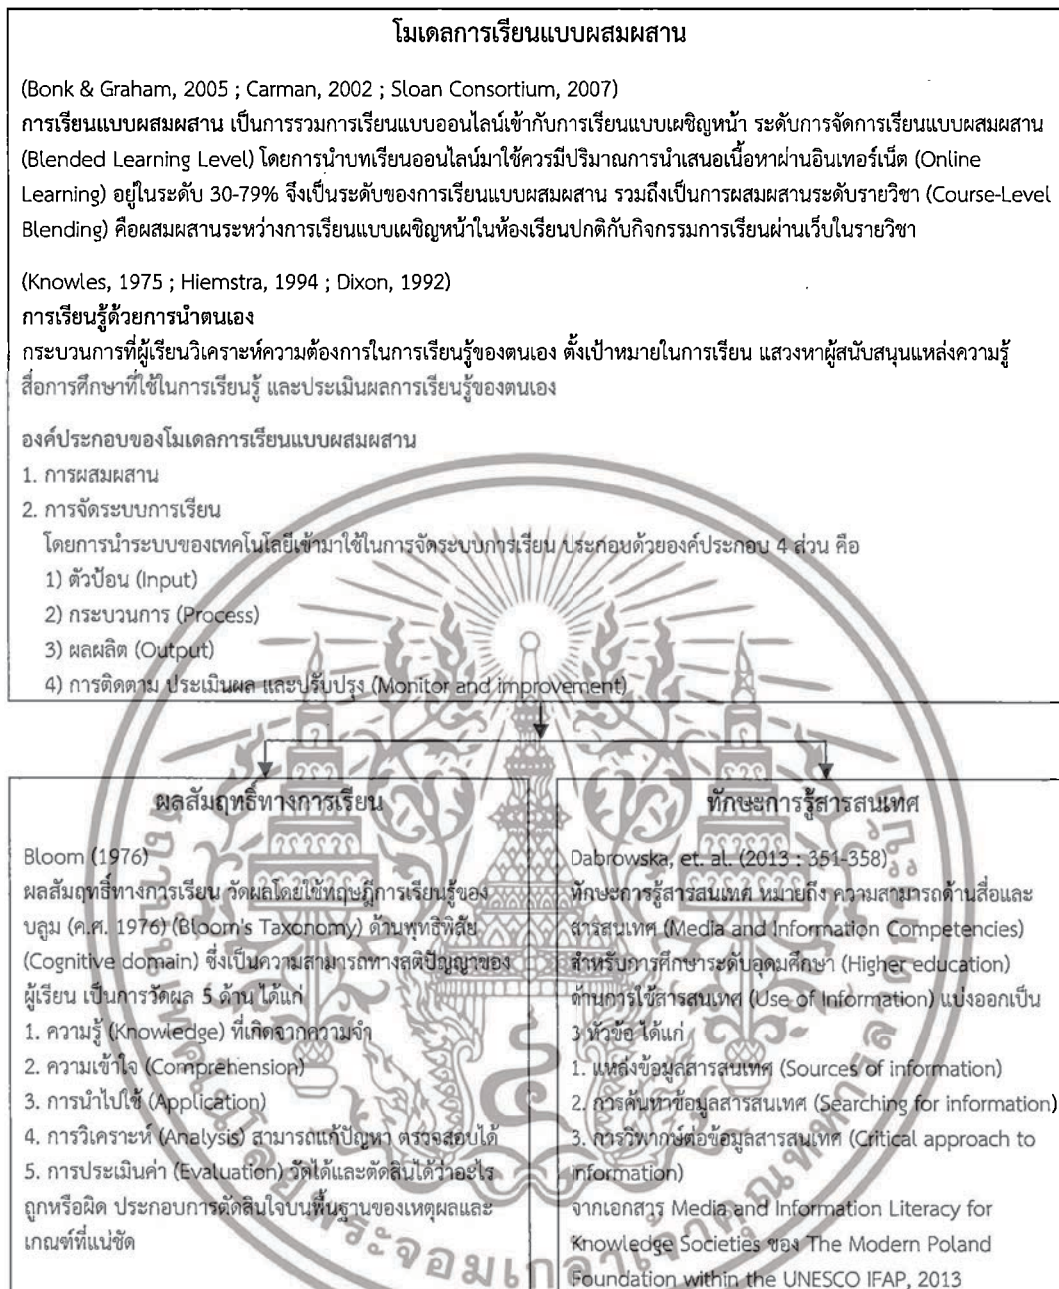 โมเดลการเรียนแบบผสมผสาน
(Bonk & Graham, 2005 ; Carman, 2002 ; Sloan Consortium, 2007)
การเรียนแบบผสมผสาน เป็นการรวมการเรียนแบบออนไลน์เข้ากับการเรียนแบบเผชิญหน้า ระดับการจัดการเรียนแบบผสมผสาน
(Blended Learning Level) โดยการนำบทเรียนออนไลน์มาใช้ควรมีปริมาณการนำเสนอเนื้อหาผ่านอินเทอร์เน็ต (Online
Learning) อยู่ในระดับ 30-79% จึงเป็นระดับของการเรียนแบบผสมผสาน รวมถึงเป็นการผสมผสานระดับรายวิชา (Course-Level
Blending) คือผสมผสานระหว่างการเรียนแบบเผชิญหน้าในห้องเรียนปกติกับกิจกรรมการเรียนผ่านเว็บในรายวิชา
(Knowles, 1975 ; Hiemstra, 1994 ; Dixon, 1992)
การเรียนรู้ด้วยการนำตนเอง
กระบวนการที่ผู้เรียนวิเคราะห์ความต้องการในการเรียนรู้ของตนเอง ตั้งเป้าหมายในการเรียน แสวงหาผู้สนับสนุนแหล่งความรู้
สื่อการศึกษาที่ใช้ในการเรียนรู้ และประเมินผลการเรียนรู้ของตนเอง
องค์ประกอบของโมเดลการเรียนแบบผสมผสาน
1. การผสมผสาน
2. การจัดระบบการเรียน
โดยการนำระบบของเทคโนโลยีเข้ามาใช้ในการจัดระบบการเรียน ประกอบด้วยองค์ประกอบ 4 ส่วน คือ
1) ตัวป้อน (Input)
2) กระบวนการ (Process)
3) ผลผลิต (Output)
4) การติดตาม ประเมินผล และปรับปรุง (Monitor and improvement)
ผลสัมฤทธิ์ทางการเรียน
Bloom (1976)
ผลสัมฤทธิ์ทางการเรียน วัดผลโดยใช้ทฤษฎีการเรียนรู้ของ
บลูม (ค.ศ. 1976) (Bloom's Taxonomy) ด้านพุทธิพิสัย
(Cognitive domain) ซึ่งเป็นความสามารถทางสติปัญญาของ
ผู้เรียน เป็นการวัดผล 5 ด้าน ได้แก่
1. ความรู้ (Knowledge) ที่เกิดจากความจำ
2. ความเข้าใจ (Comprehension)
3. การนำไปใช้ (Application)
4. การวิเคราะห์ (Analysis) สามารถแก้ปัญหา ตรวจสอบได้
5. การประเมินค่า (Evaluation) วัดได้และตัดสินได้ว่าอะไร
ถูกหรือผิด ประกอบการตัดสินใจบนพื้นฐานของเหตุผลและ
เกณฑ์ที่แน่ชัด
ทักษะการรู้สารสนเทศ
Dabrowska, et. al. (2013 : 351-358)
ทักษะการรู้สารสนเทศ หมายถึง ความสามารถด้านสื่อและ
สารสนเทศ (Media and Information Competencies)
สำหรับการศึกษาระดับอุดมศึกษา (Higher education)
ด้านการใช้สารสนเทศ (Use of Information) แบ่งออกเป็น
3 หัวข้อ ได้แก่
1. แหล่งข้อมูลสารสนเทศ (Sources of information)
2. การค้นหาข้อมูลสารสนเทศ (Searching for information)
3. การวิพากษ์ต่อข้อมูลสารสนเทศ (Critical approach to
information)
จากเอกสาร Media and Information Literacy for
Knowledge Societies ของ The Modern Poland
Foundation within the UNESCO IFAP, 2013